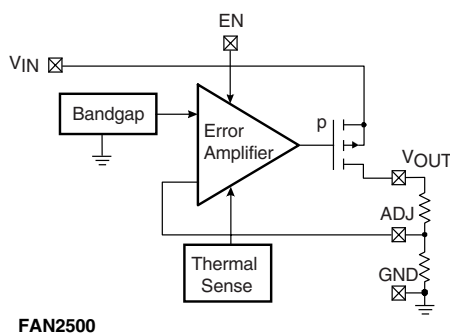 EN
VIN
Bandgap
Error
Amplifier
p
VOUT
ADJ
Thermal
Sense
GND
FAN2500